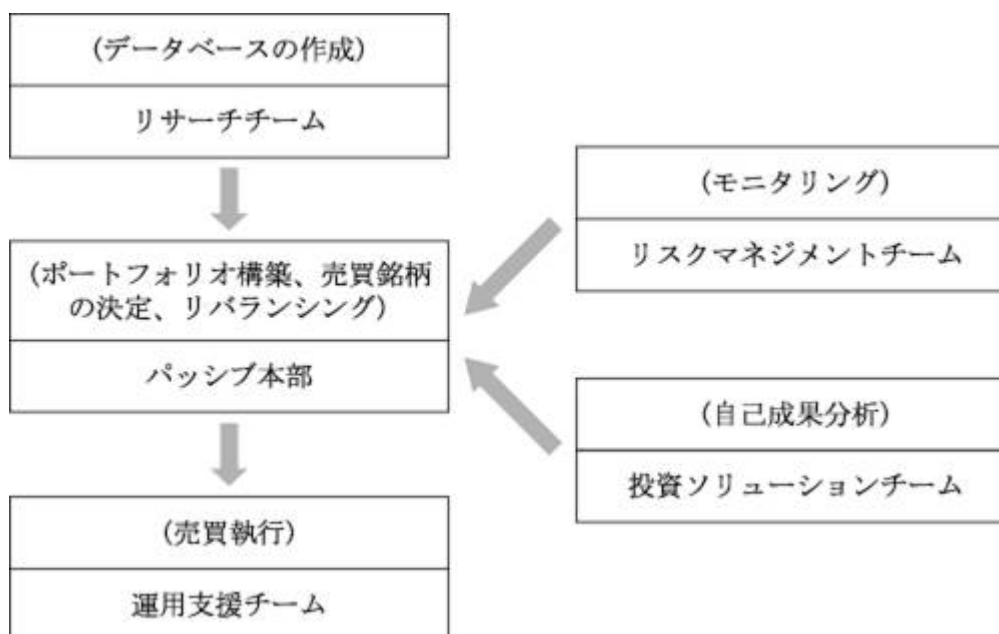 (データベースの作成)
リサーチチーム
(ポートフォリオ構築、売買銘柄
の決定、リバランシング)
パッシブ本部
(売買執行)
運用支援チーム
(モニタリング)
リスクマネジメントチーム
(自己成果分析)
投資ソリューションチーム